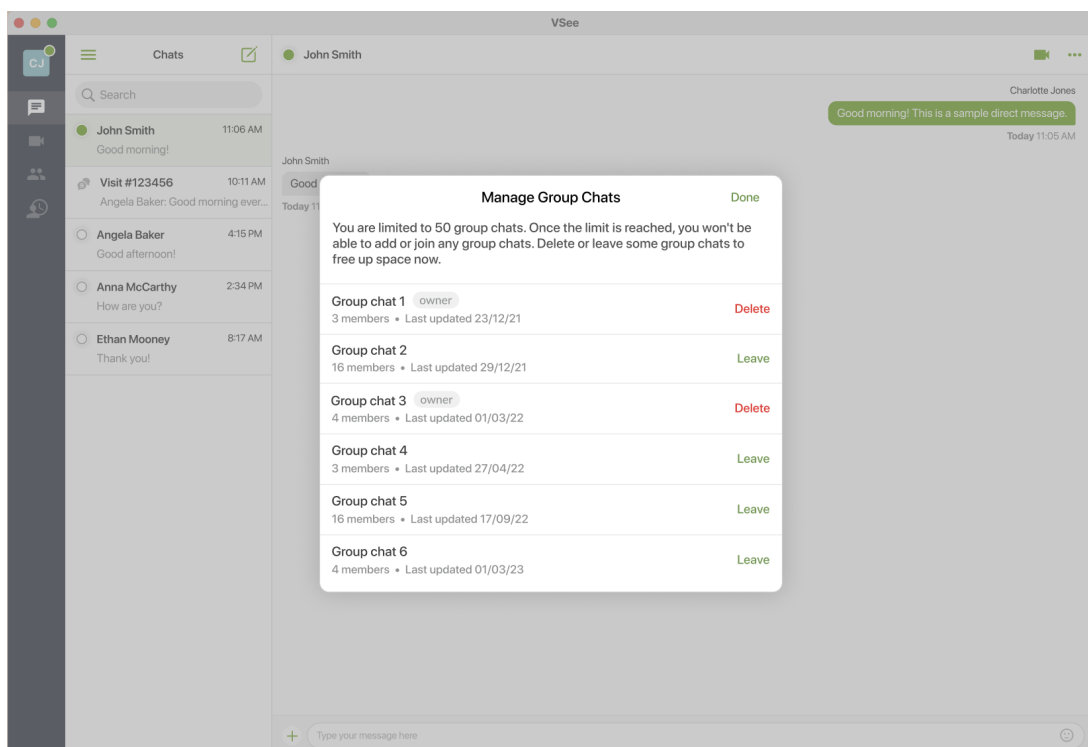 VSee
CJ
Chats
Search
John Smith 11:06 AM
Good morning!
Visit #123456 10:11 AM
Angela Baker: Good morning ever...
Angela Baker 4:15 PM
Good afternoon!
Anna McCarthy 2:34 PM
How are you?
Ethan Mooney 8:17 AM
Thank you!
John Smith
Charlotte Jones
Good morning! This is a sample direct message.
Today 11:05 AM
John Smith
Good
Today 11
Manage Group Chats
Done
You are limited to 50 group chats. Once the limit is reached, you won't be
able to add or join any group chats. Delete or leave some group chats to
free up space now.
Group chat 1 owner
3 members • Last updated 23/12/21
Delete
Group chat 2
16 members • Last updated 29/12/21
Leave
Group chat 3 owner
4 members • Last updated 01/03/22
Delete
Group chat 4
3 members • Last updated 27/04/22
Leave
Group chat 5
16 members • Last updated 17/09/22
Leave
Group chat 6
4 members • Last updated 01/03/23
Leave
Type your message here